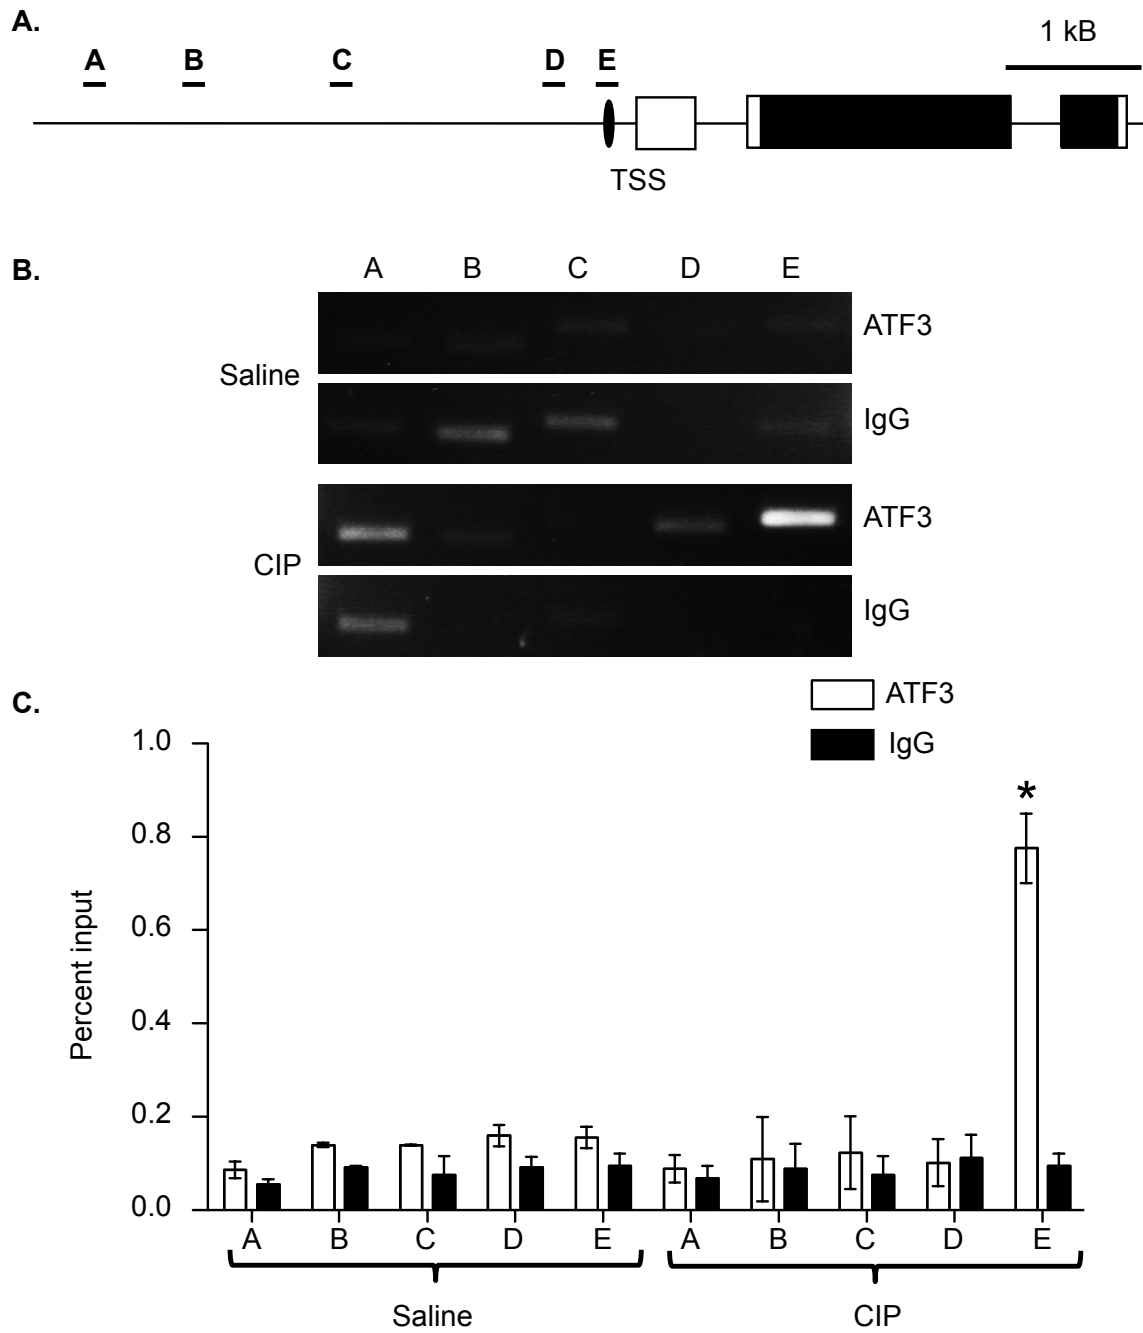 A.
1 kB
A B C D E
TSS
B.
A B C D E
ATF3
Saline
IgG
ATF3
CIP
IgG
C.
ATF3
IgG
1.0
0.8
0.6
0.4
0.2
0.0
Percent input
*
A B C D E A B C D E
Saline CIP